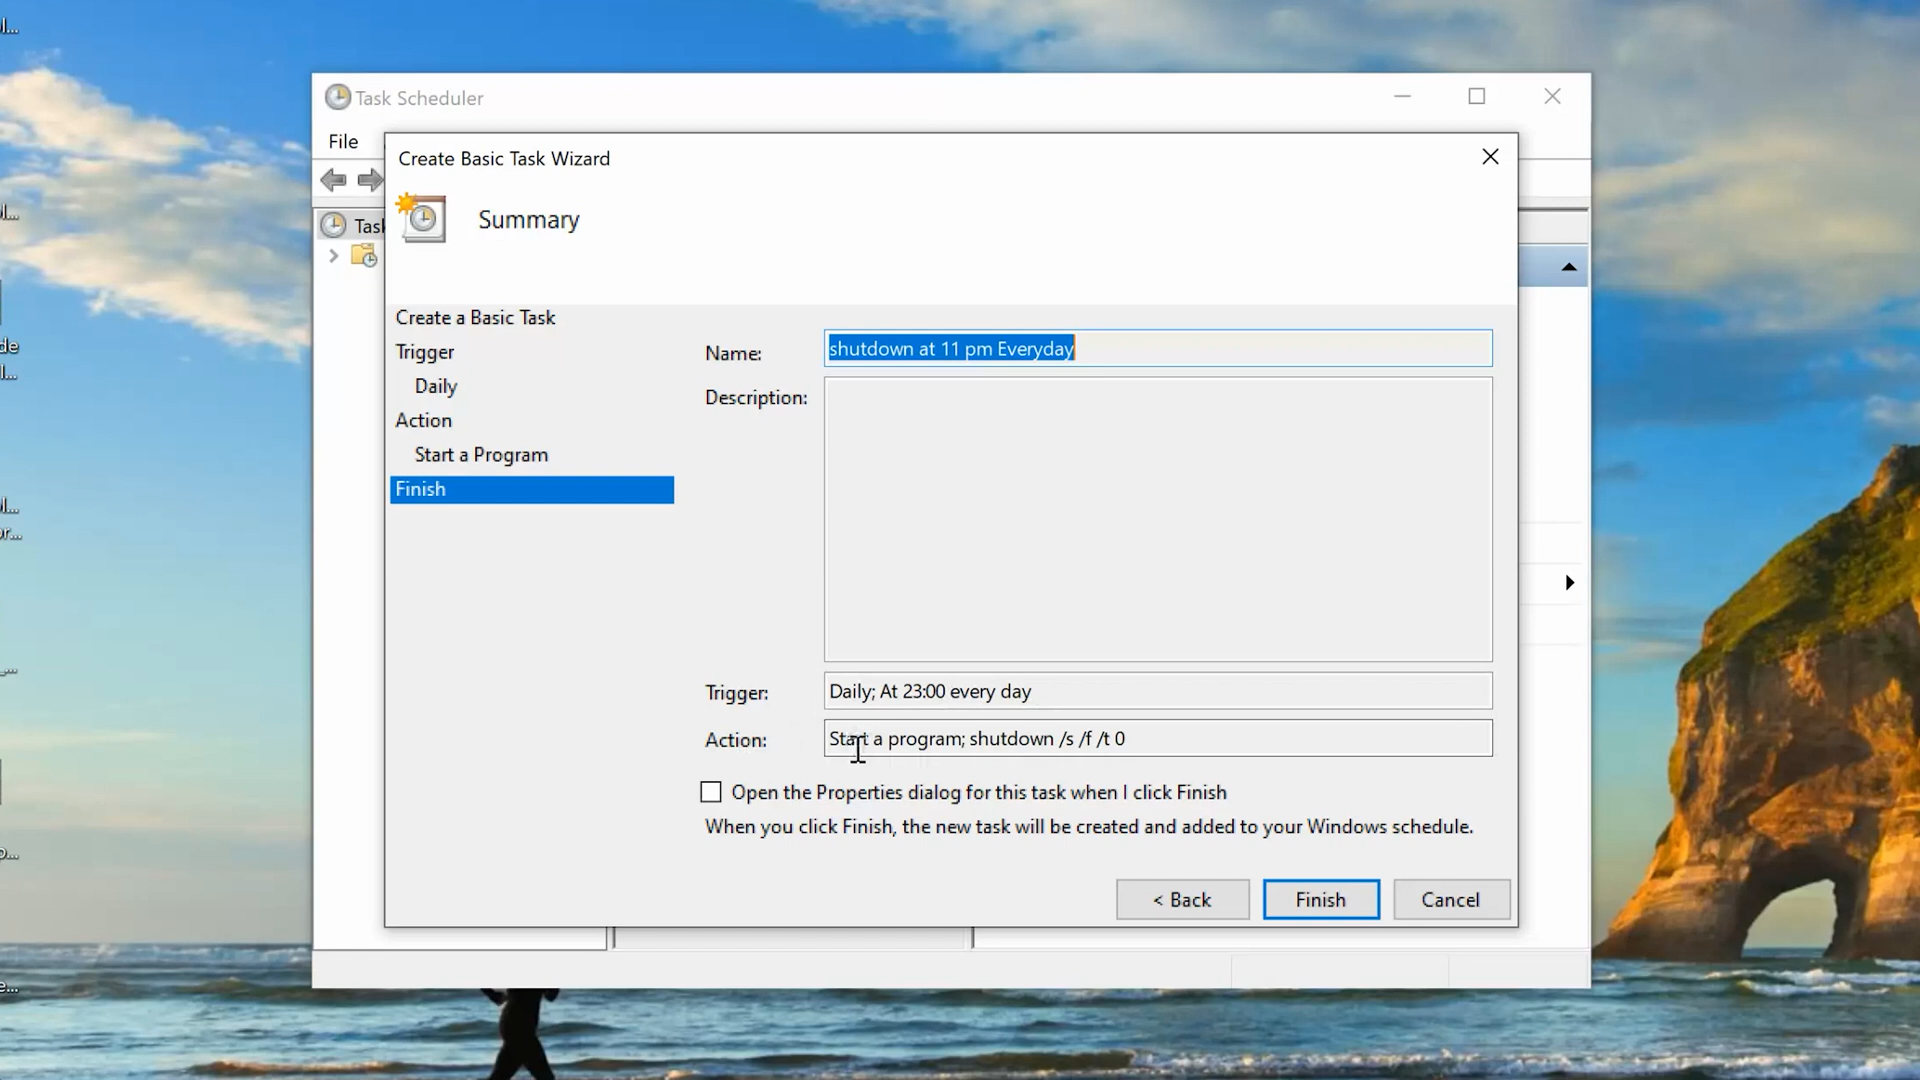 Task Scheduler
File
Create Basic Task Wizard
Summary
Task
Create a Basic Task
Trigger
Daily
Action
Start a Program
Finish
Name:
shutdown at 11 pm Everyday
Description:
Trigger:
Daily; At 23:00 every day
Action:
Start a program; shutdown /s /f /t 0
Open the Properties dialog for this task when I click Finish
When you click Finish, the new task will be created and added to your Windows schedule.
< Back
Finish
Cancel